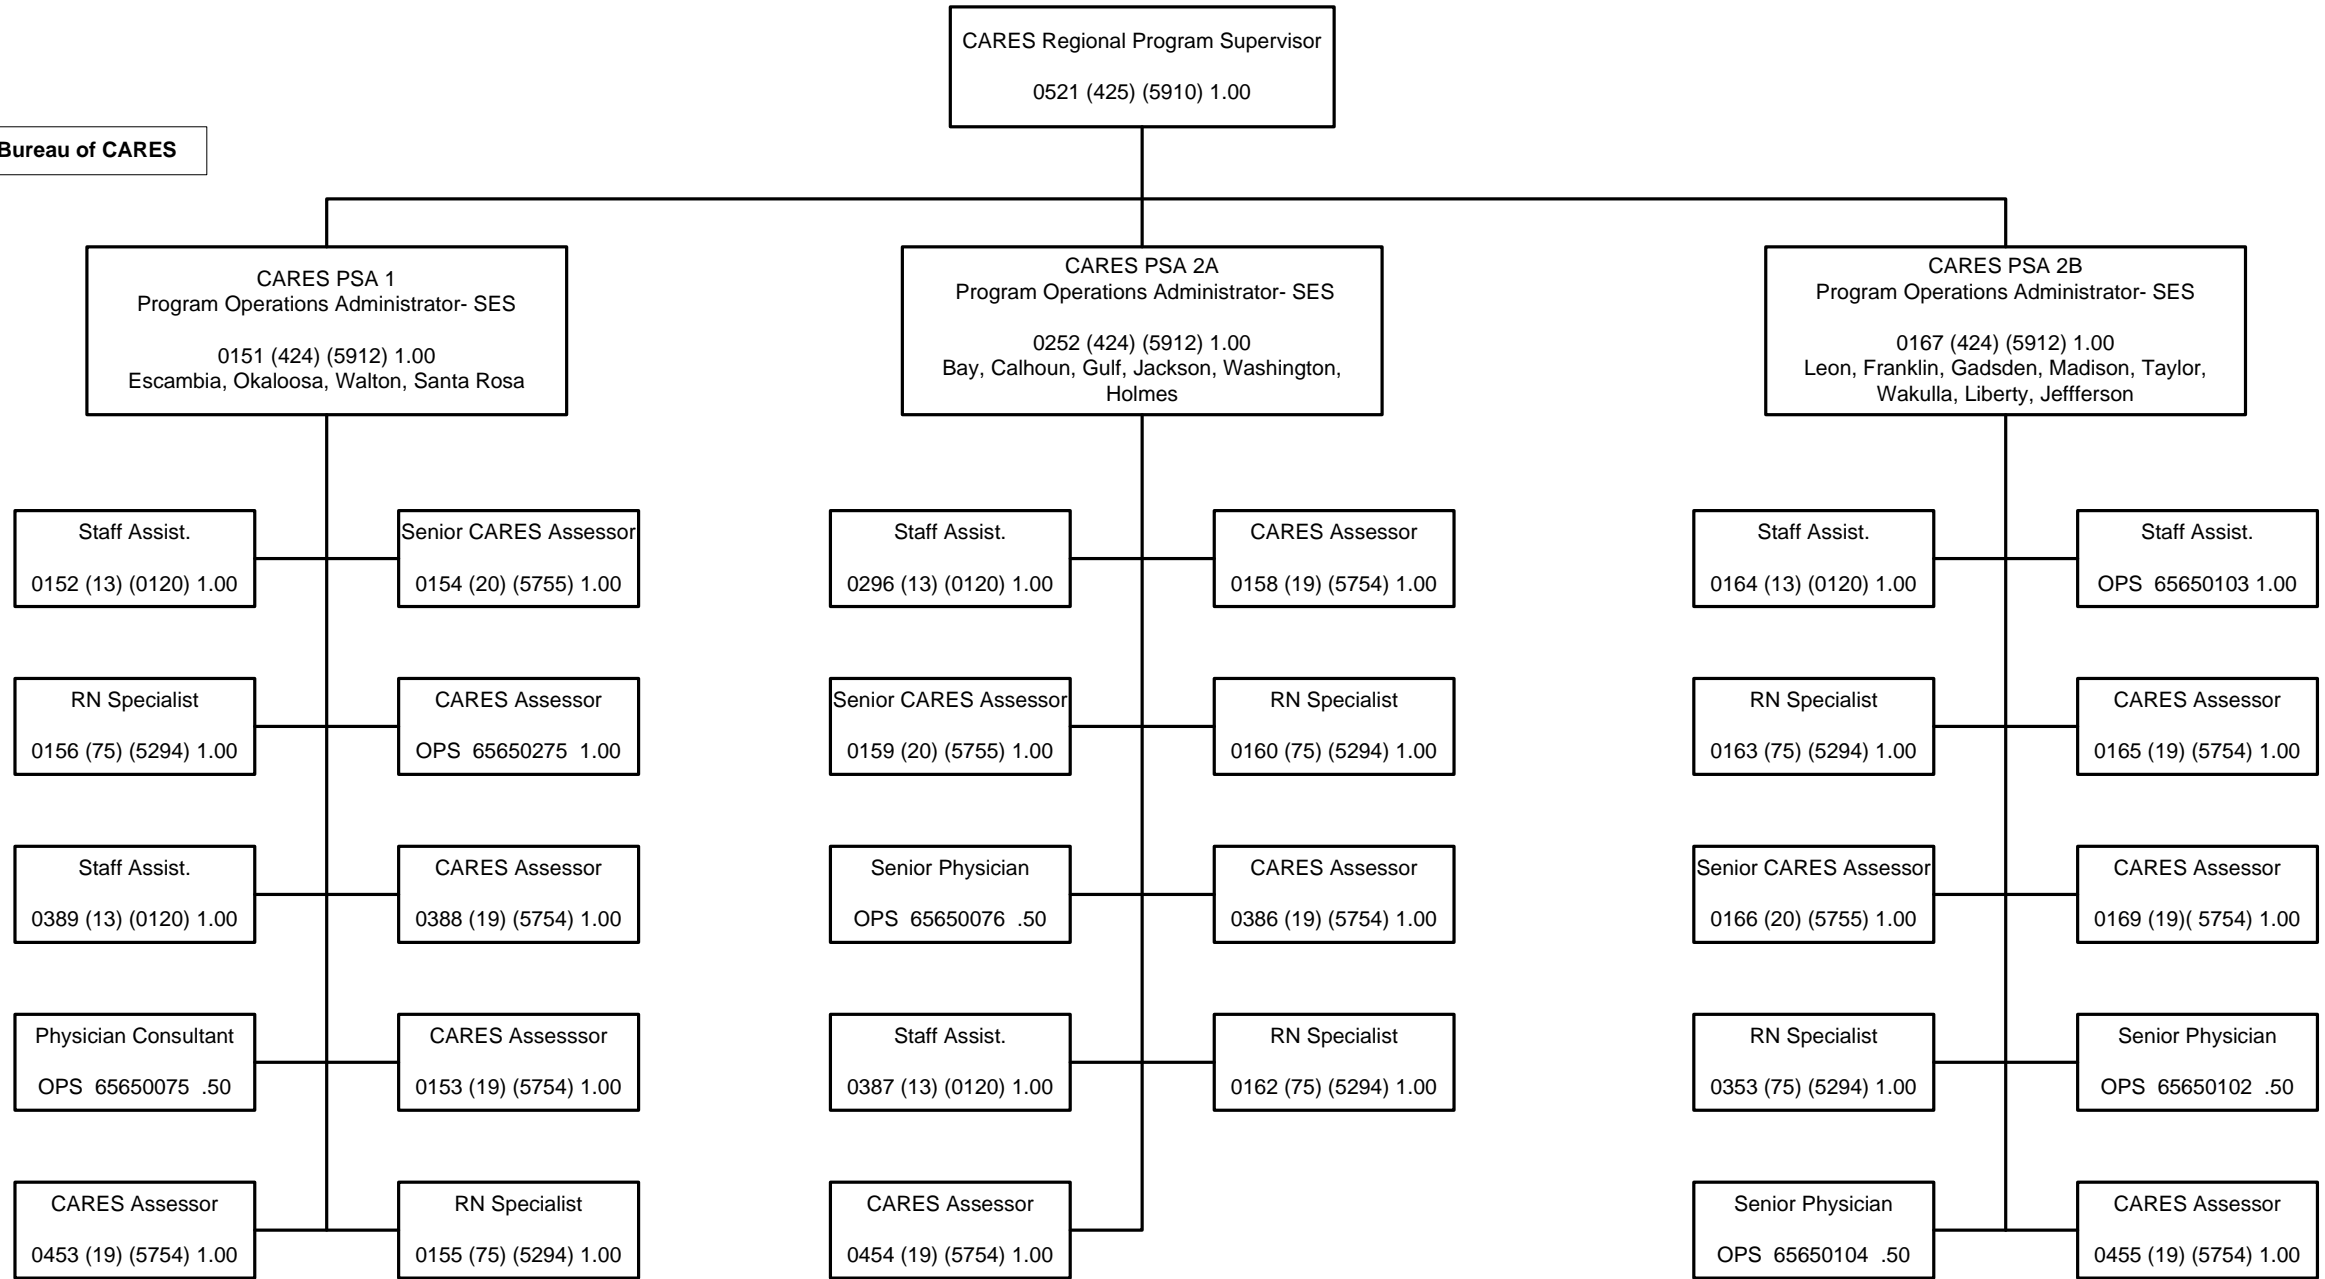 CARES Regional Program Supervisor
0521 (425) (5910) 1.00
Bureau of CARES
CARES PSA 1
Program Operations Administrator- SES
0151 (424) (5912) 1.00
Escambia, Okaloosa, Walton, Santa Rosa
CARES PSA 2A
Program Operations Administrator- SES
0252 (424) (5912) 1.00
Bay, Calhoun, Gulf, Jackson, Washington,
Holmes
CARES PSA 2B
Program Operations Administrator- SES
0167 (424) (5912) 1.00
Leon, Franklin, Gadsden, Madison, Taylor,
Wakulla, Liberty, Jeffferson
Staff Assist.
0152 (13) (0120) 1.00
Senior CARES Assessor
0154 (20) (5755) 1.00
Staff Assist.
0296 (13) (0120) 1.00
CARES Assessor
0158 (19) (5754) 1.00
Staff Assist.
0164 (13) (0120) 1.00
Staff Assist.
OPS 65650103 1.00
RN Specialist
0156 (75) (5294) 1.00
CARES Assessor
OPS 65650275 1.00
Senior CARES Assessor
0159 (20) (5755) 1.00
RN Specialist
0160 (75) (5294) 1.00
RN Specialist
0163 (75) (5294) 1.00
CARES Assessor
0165 (19) (5754) 1.00
Staff Assist.
0389 (13) (0120) 1.00
CARES Assessor
0388 (19) (5754) 1.00
Senior Physician
OPS 65650076 .50
CARES Assessor
0386 (19) (5754) 1.00
Senior CARES Assessor
0166 (20) (5755) 1.00
CARES Assessor
0169 (19)( 5754) 1.00
Physician Consultant
OPS 65650075 .50
CARES Assesssor
0153 (19) (5754) 1.00
Staff Assist.
0387 (13) (0120) 1.00
RN Specialist
0162 (75) (5294) 1.00
RN Specialist
0353 (75) (5294) 1.00
Senior Physician
OPS 65650102 .50
CARES Assessor
0453 (19) (5754) 1.00
RN Specialist
0155 (75) (5294) 1.00
CARES Assessor
0454 (19) (5754) 1.00
Senior Physician
OPS 65650104 .50
CARES Assessor
0455 (19) (5754) 1.00